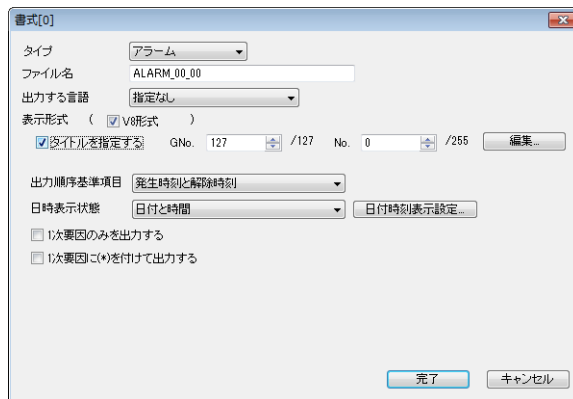 書式[0]
タイプ アラーム
ファイル名 ALARM_00_00
出力する言語 指定なし
表示形式 ( V8形式 )
タイトルを指定する GNo. 127 /127 No. 0 /255 編集...
出力順序基準項目 発生時刻と解除時刻
日時表示状態 日付と時間 日付時刻表示設定...
1次要因のみを出力する
1次要因に(*)を付けて出力する
完了 キャンセル